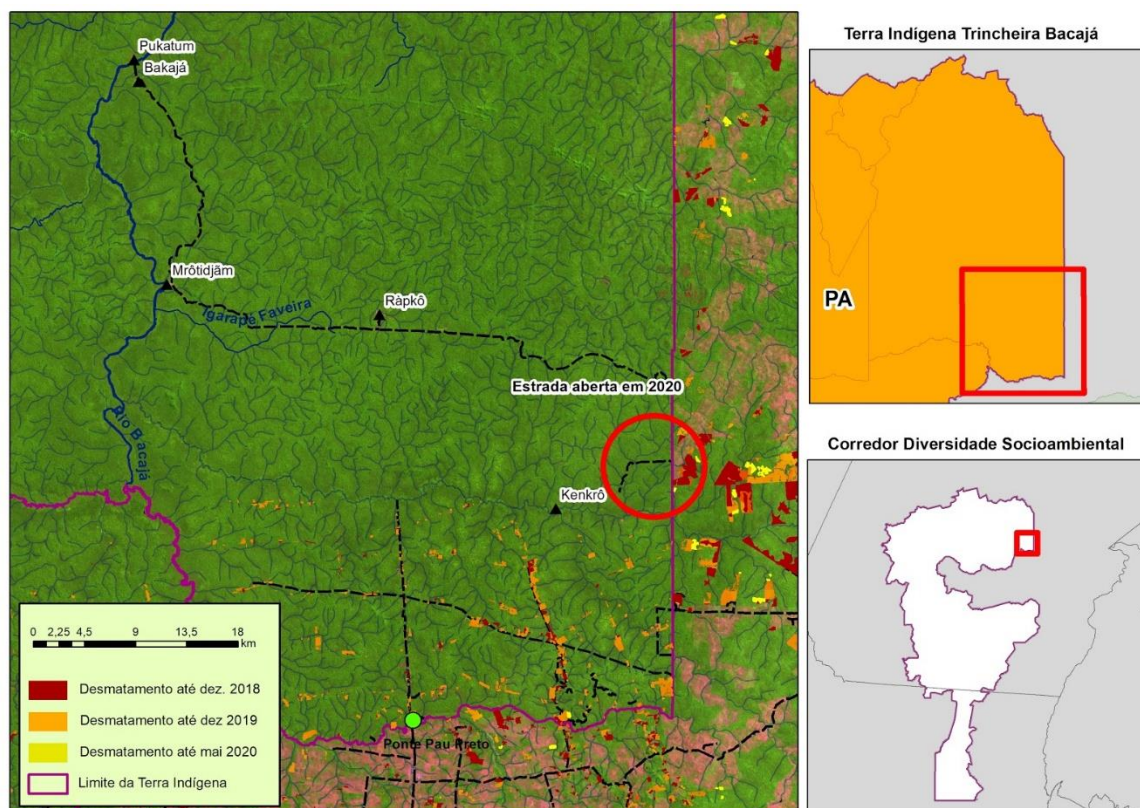 Pukatum
Bakajá
Mrôtidjãm
Igarapé Faveira
Ràpkô
Estrada aberta em 2020
Rio Bacajá
Kenkrô
Ponte Pau Preto
0 2,25 4,5 9 13,5 18
km
Desmatamento até dez. 2018
Desmatamento até dez 2019
Desmatamento até mai 2020
Limite da Terra Indígena
Terra Indígena Trincheira Bacajá
PA
Corredor Diversidade Socioambiental